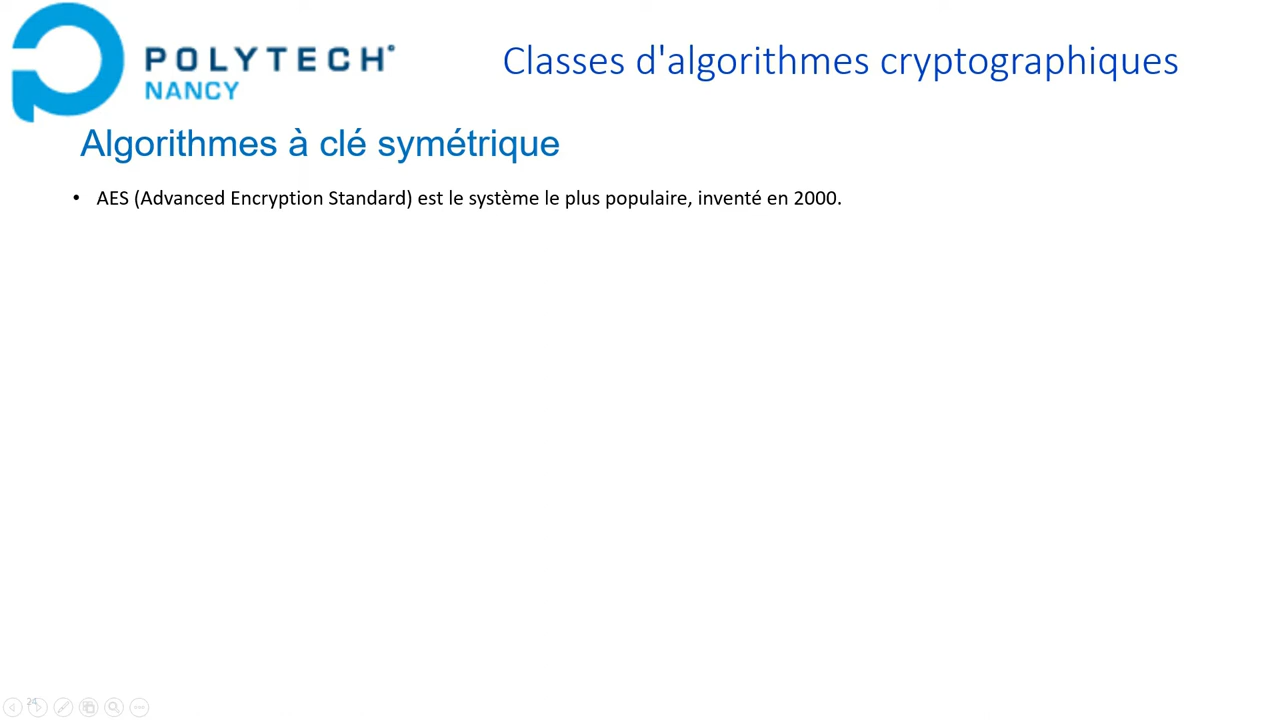 POLYTECH
NANCY
Classes d'algorithmes cryptographiques
Algorithmes à clé symétrique
• AES (Advanced Encryption Standard) est le système le plus populaire, inventé en 2000.
24